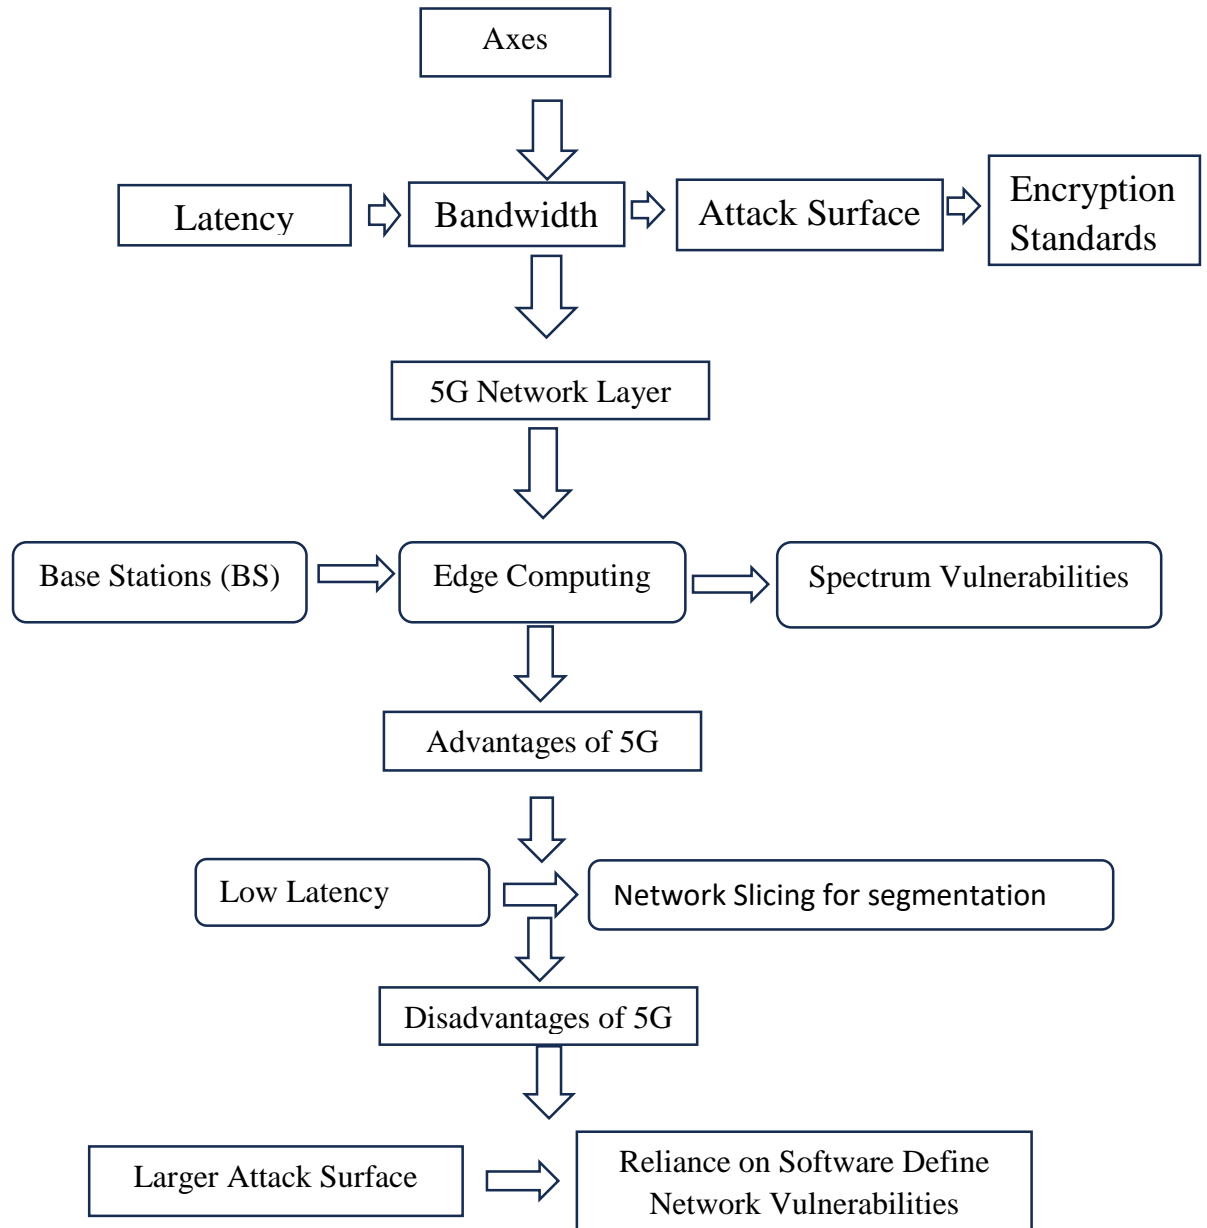 Axes
Latency
Bandwidth
Attack Surface
Encryption
Standards
5G Network Layer
Base Stations (BS)
Edge Computing
Spectrum Vulnerabilities
Advantages of 5G
Low Latency
Network Slicing for segmentation
Disadvantages of 5G
Larger Attack Surface
Reliance on Software Define
Network Vulnerabilities